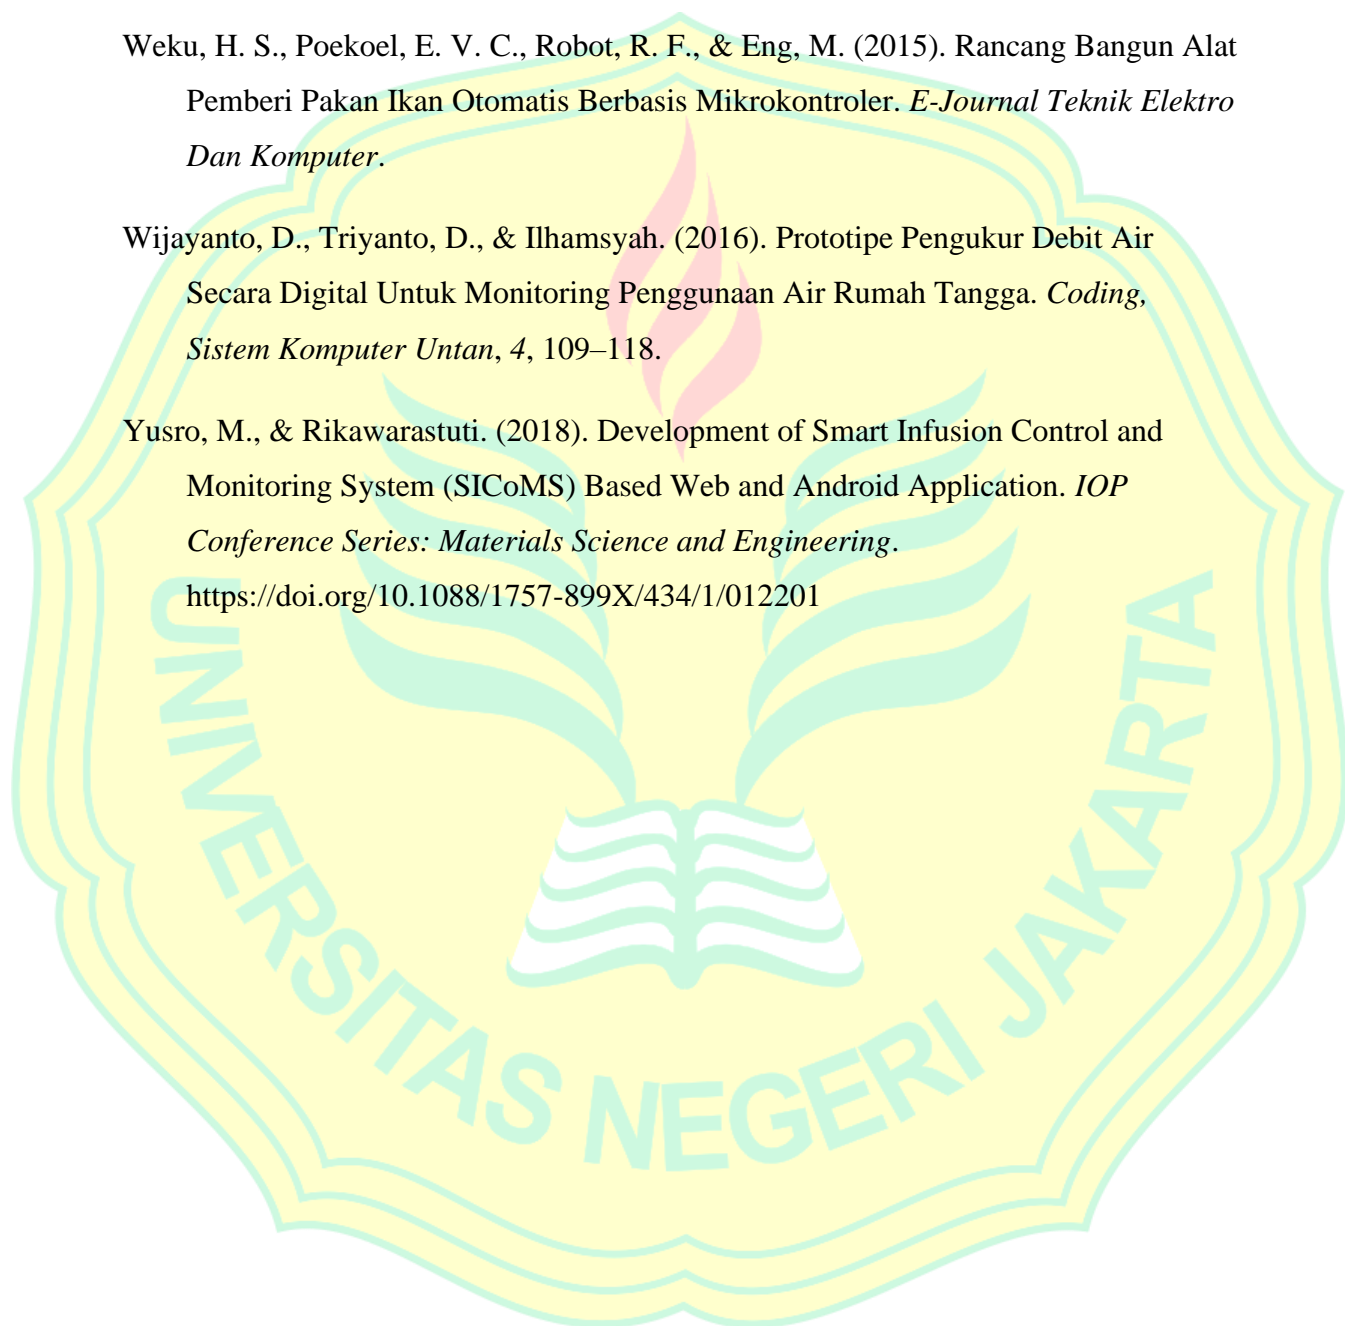 Weku, H. S., Poekoel, E. V. C., Robot, R. F., & Eng, M. (2015). Rancang Bangun Alat
Pemberi Pakan Ikan Otomatis Berbasis Mikrokontroler. E-Journal Teknik Elektro
Dan Komputer.
Wijayanto, D., Triyanto, D., & Ilhamsyah. (2016). Prototipe Pengukur Debit Air
Secara Digital Untuk Monitoring Penggunaan Air Rumah Tangga. Coding,
Sistem Komputer Untan, 4, 109–118.
Yusro, M., & Rikawarastuti. (2018). Development of Smart Infusion Control and
Monitoring System (SICoMS) Based Web and Android Application. IOP
Conference Series: Materials Science and Engineering.
https://doi.org/10.1088/1757-899X/434/1/012201
UNIVERSITAS NEGERI JAKARTA